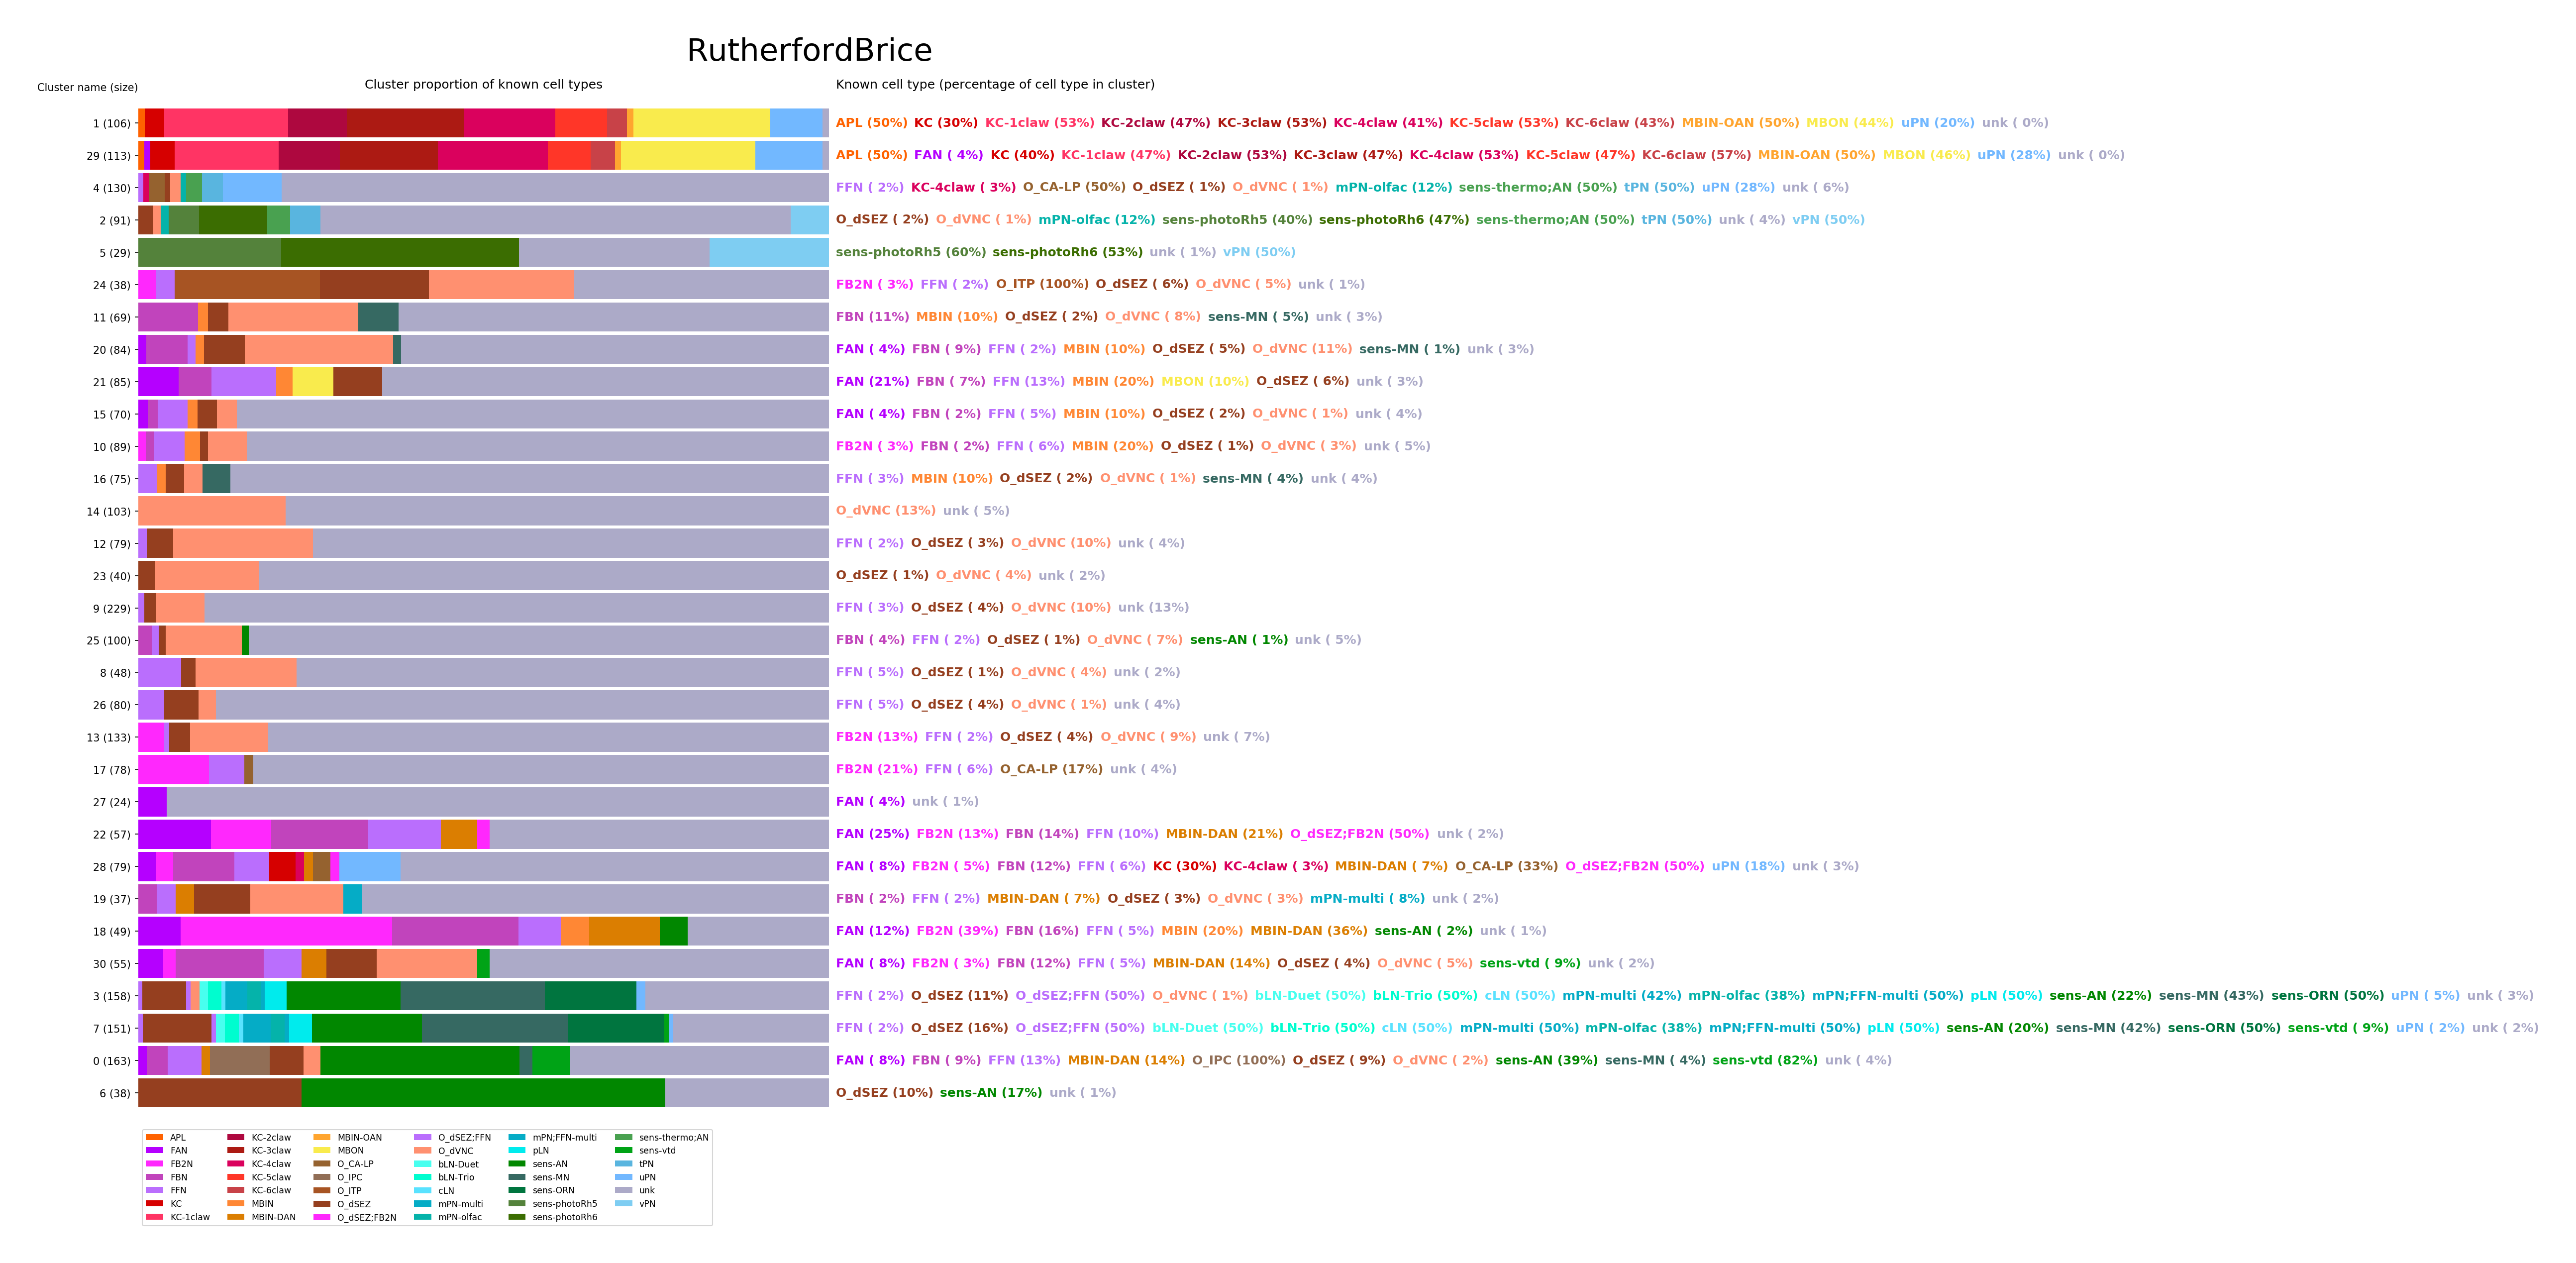 RutherfordBrice
Cluster name (size) Cluster proportion of known cell types Known cell type (percentage of cell type in cluster)
1 (106) APL (50%) KC (30%) KC-1claw (53%) KC-2claw (47%) KC-3claw (53%) KC-4claw (41%) KC-5claw (53%) KC-6claw (43%) MBIN-OAN (50%) MBON (44%) uPN (20%) unk ( 0%)
29 (113) APL (50%) FAN ( 4%) KC (40%) KC-1claw (47%) KC-2claw (53%) KC-3claw (47%) KC-4claw (53%) KC-5claw (47%) KC-6claw (57%) MBIN-OAN (50%) MBON (46%) uPN (28%) unk ( 0%)
4 (130) FFN ( 2%) KC-4claw ( 3%) O_CA-LP (50%) O_dSEZ ( 1%) O_dVNC ( 1%) mPN-olfac (12%) sens-thermo;AN (50%) tPN (50%) uPN (28%) unk ( 6%)
2 (91) O_dSEZ ( 2%) O_dVNC ( 1%) mPN-olfac (12%) sens-photoRh5 (40%) sens-photoRh6 (47%) sens-thermo;AN (50%) tPN (50%) unk ( 4%) vPN (50%)
5 (29) sens-photoRh5 (60%) sens-photoRh6 (53%) unk ( 1%) vPN (50%)
24 (38) FB2N ( 3%) FFN ( 2%) O_ITP (100%) O_dSEZ ( 6%) O_dVNC ( 5%) unk ( 1%)
11 (69) FBN (11%) MBIN (10%) O_dSEZ ( 2%) O_dVNC ( 8%) sens-MN ( 5%) unk ( 3%)
20 (84) FAN ( 4%) FBN ( 9%) FFN ( 2%) MBIN (10%) O_dSEZ ( 5%) O_dVNC (11%) sens-MN ( 1%) unk ( 3%)
21 (85) FAN (21%) FBN ( 7%) FFN (13%) MBIN (20%) MBON (10%) O_dSEZ ( 6%) unk ( 3%)
15 (70) FAN ( 4%) FBN ( 2%) FFN ( 5%) MBIN (10%) O_dSEZ ( 2%) O_dVNC ( 1%) unk ( 4%)
10 (89) FB2N ( 3%) FBN ( 2%) FFN ( 6%) MBIN (20%) O_dSEZ ( 1%) O_dVNC ( 3%) unk ( 5%)
16 (75) FFN ( 3%) MBIN (10%) O_dSEZ ( 2%) O_dVNC ( 1%) sens-MN ( 4%) unk ( 4%)
14 (103) O_dVNC (13%) unk ( 5%)
12 (79) FFN ( 2%) O_dSEZ ( 3%) O_dVNC (10%) unk ( 4%)
23 (40) O_dSEZ ( 1%) O_dVNC ( 4%) unk ( 2%)
9 (229) FFN ( 3%) O_dSEZ ( 4%) O_dVNC (10%) unk (13%)
25 (100) FBN ( 4%) FFN ( 2%) O_dSEZ ( 1%) O_dVNC ( 7%) sens-AN ( 1%) unk ( 5%)
8 (48) FFN ( 5%) O_dSEZ ( 1%) O_dVNC ( 4%) unk ( 2%)
26 (80) FFN ( 5%) O_dSEZ ( 4%) O_dVNC ( 1%) unk ( 4%)
13 (133) FB2N (13%) FFN ( 2%) O_dSEZ ( 4%) O_dVNC ( 9%) unk ( 7%)
17 (78) FB2N (21%) FFN ( 6%) O_CA-LP (17%) unk ( 4%)
27 (24) FAN ( 4%) unk ( 1%)
22 (57) FAN (25%) FB2N (13%) FBN (14%) FFN (10%) MBIN-DAN (21%) O_dSEZ;FB2N (50%) unk ( 2%)
28 (79) FAN ( 8%) FB2N ( 5%) FBN (12%) FFN ( 6%) KC (30%) KC-4claw ( 3%) MBIN-DAN ( 7%) O_CA-LP (33%) O_dSEZ;FB2N (50%) uPN (18%) unk ( 3%)
19 (37) FBN ( 2%) FFN ( 2%) MBIN-DAN ( 7%) O_dSEZ ( 3%) O_dVNC ( 3%) mPN-multi ( 8%) unk ( 2%)
18 (49) FAN (12%) FB2N (39%) FBN (16%) FFN ( 5%) MBIN (20%) MBIN-DAN (36%) sens-AN ( 2%) unk ( 1%)
30 (55) FAN ( 8%) FB2N ( 3%) FBN (12%) FFN ( 5%) MBIN-DAN (14%) O_dSEZ ( 4%) O_dVNC ( 5%) sens-vtd ( 9%) unk ( 2%)
3 (158) FFN ( 2%) O_dSEZ (11%) O_dSEZ;FFN (50%) O_dVNC ( 1%) bLN-Duet (50%) bLN-Trio (50%) cLN (50%) mPN-multi (42%) mPN-olfac (38%) mPN;FFN-multi (50%) pLN (50%) sens-AN (22%) sens-MN (43%) sens-ORN (50%) uPN ( 5%) unk ( 3%)
7 (151) FFN ( 2%) O_dSEZ (16%) O_dSEZ;FFN (50%) bLN-Duet (50%) bLN-Trio (50%) cLN (50%) mPN-multi (50%) mPN-olfac (38%) mPN;FFN-multi (50%) pLN (50%) sens-AN (20%) sens-MN (42%) sens-ORN (50%) sens-vtd ( 9%) uPN ( 2%) unk ( 2%)
0 (163) FAN ( 8%) FBN ( 9%) FFN (13%) MBIN-DAN (14%) O_IPC (100%) O_dSEZ ( 9%) O_dVNC ( 2%) sens-AN (39%) sens-MN ( 4%) sens-vtd (82%) unk ( 4%)
6 (38) O_dSEZ (10%) sens-AN (17%) unk ( 1%)
APL KC-2claw MBIN-OAN O_dSEZ;FFN mPN;FFN-multi sens-thermo;AN
FAN KC-3claw MBON O_dVNC pLN sens-vtd
FB2N KC-4claw O_CA-LP bLN-Duet sens-AN tPN
FBN KC-5claw O_IPC bLN-Trio sens-MN uPN
FFN KC-6claw O_ITP cLN sens-ORN unk
KC MBIN O_dSEZ mPN-multi sens-photoRh5 vPN
KC-1claw MBIN-DAN O_dSEZ;FB2N mPN-olfac sens-photoRh6